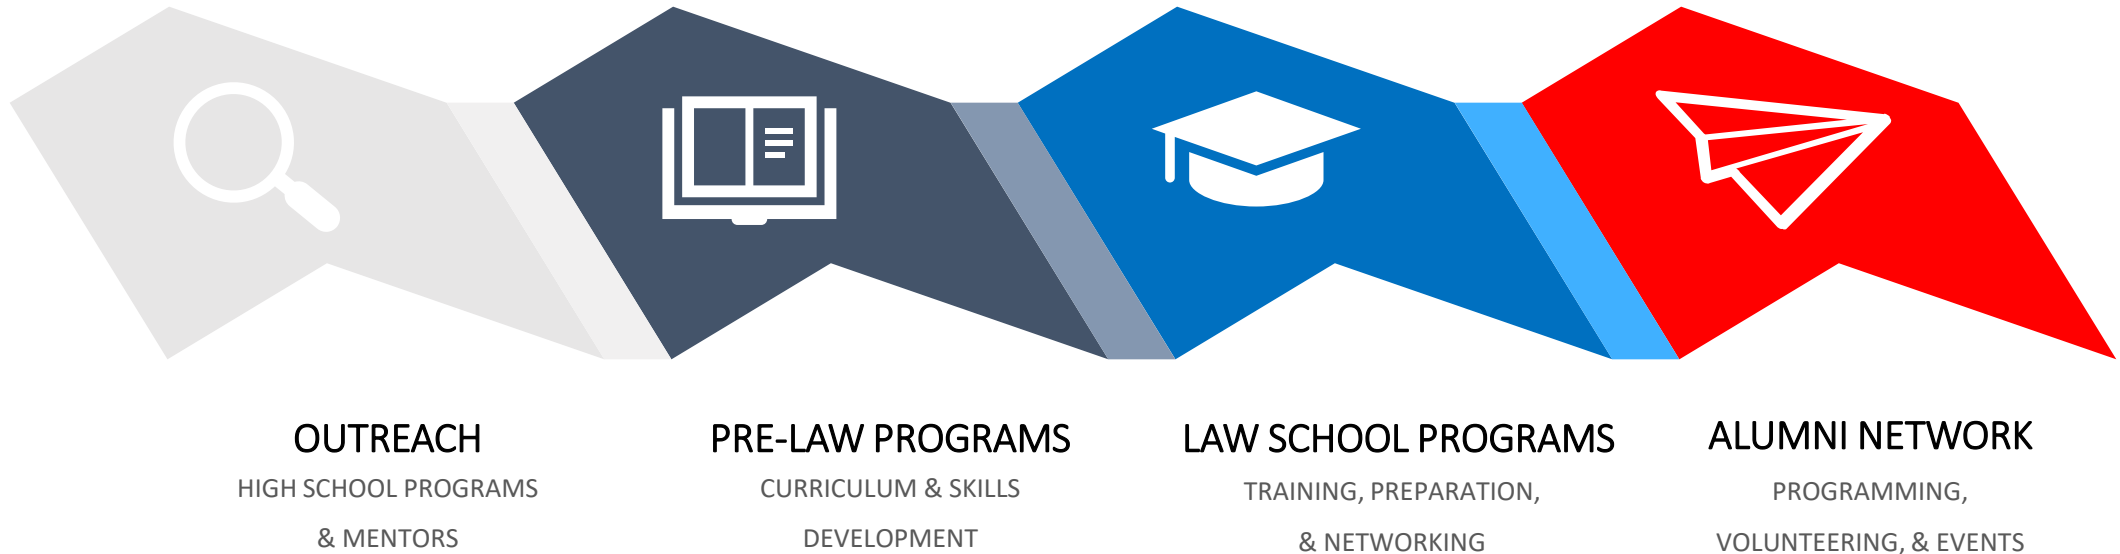 OUTREACH
HIGH SCHOOL PROGRAMS
& MENTORS
PRE-LAW PROGRAMS
CURRICULUM & SKILLS
DEVELOPMENT
LAW SCHOOL PROGRAMS
TRAINING, PREPARATION,
& NETWORKING
ALUMNI NETWORK
PROGRAMMING,
VOLUNTEERING, & EVENTS